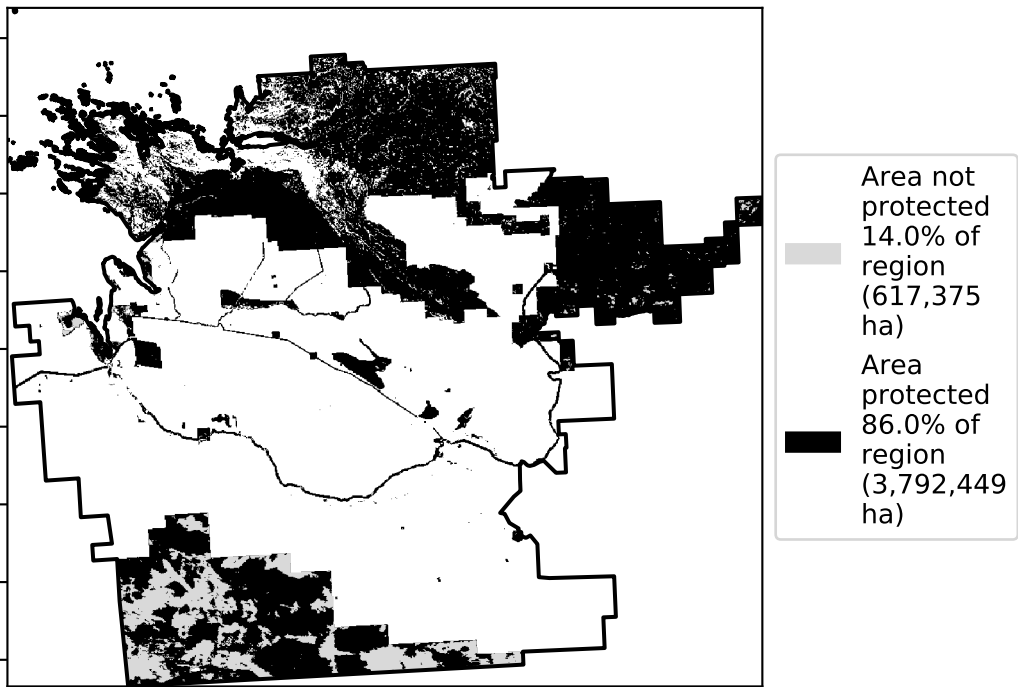 Area not
protected
14.0% of
region
(617,375
ha)
Area
protected
86.0% of
region
(3,792,449
ha)